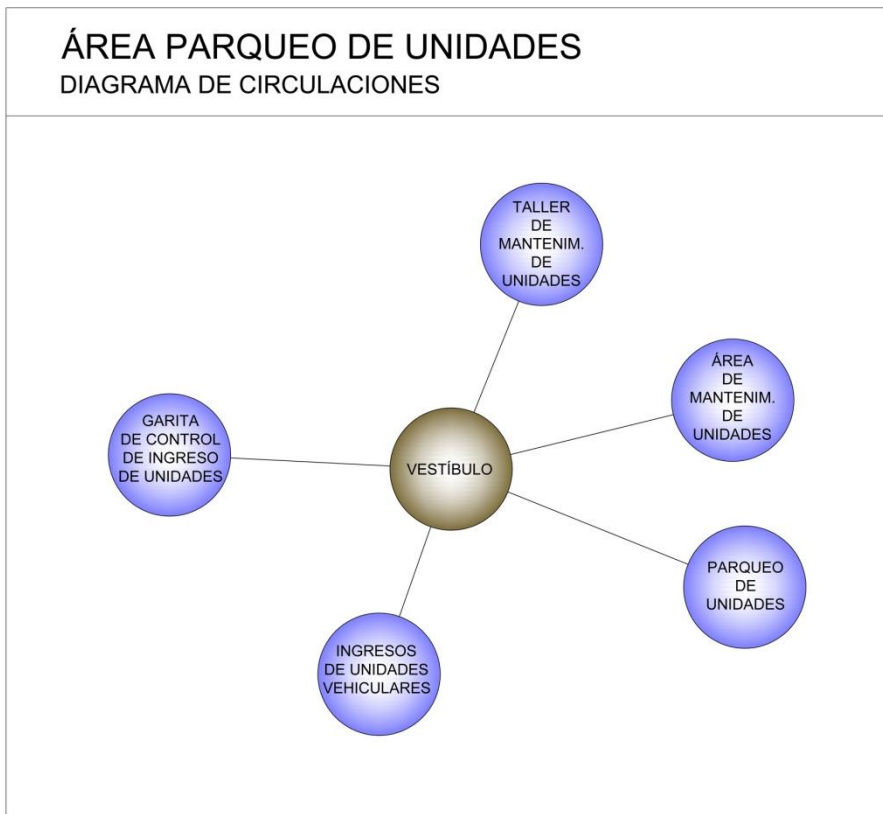 ÁREA PARQUEO DE UNIDADES
DIAGRAMA DE CIRCULACIONES
TALLER
DE
MANTENIM.
DE
UNIDADES
ÁREA
DE
MANTENIM.
DE
UNIDADES
GARITA
DE CONTROL
DE INGRESO
DE UNIDADES
VESTÍBULO
PARQUEO
DE
UNIDADES
INGRESOS
DE UNIDADES
VEHICULARES